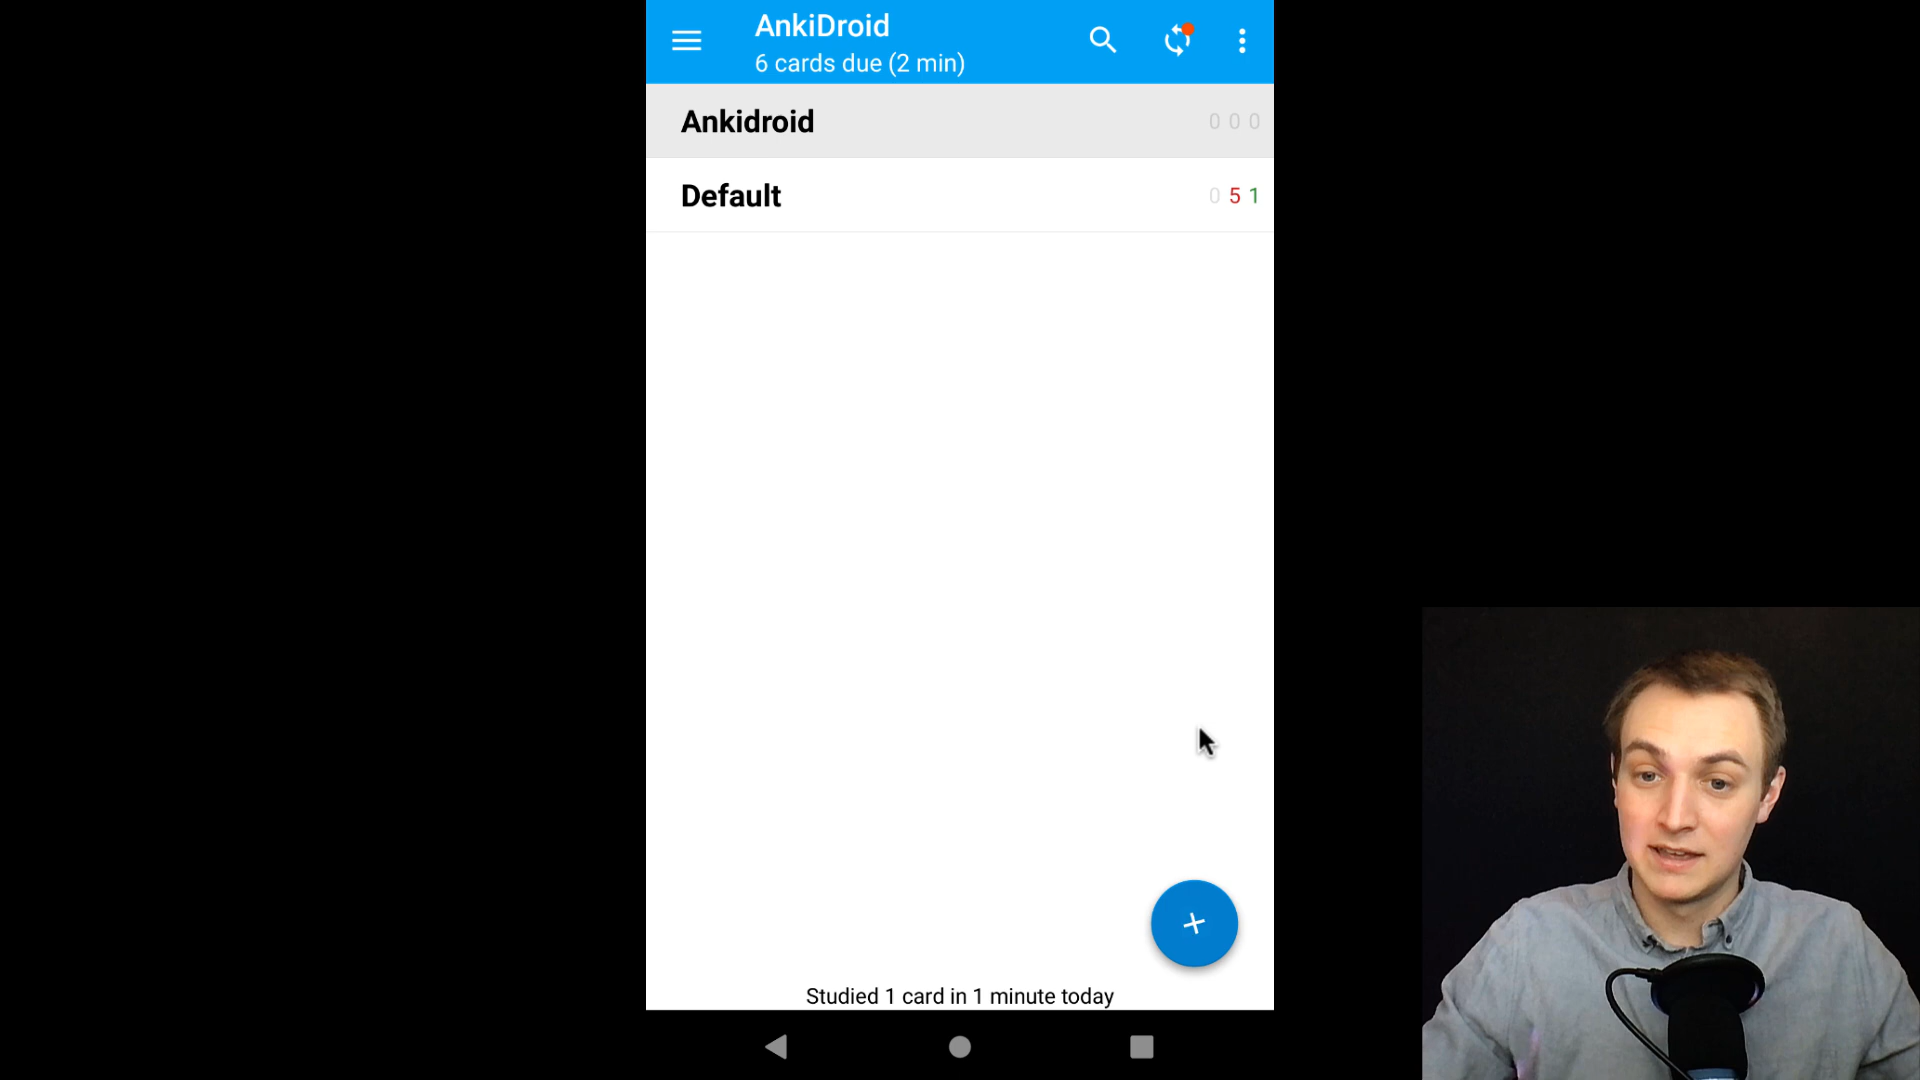 AnkiDroid
6 cards due (2 min)
Ankidroid 0 0 0
Default 0 5 1
Studied 1 card in 1 minute today